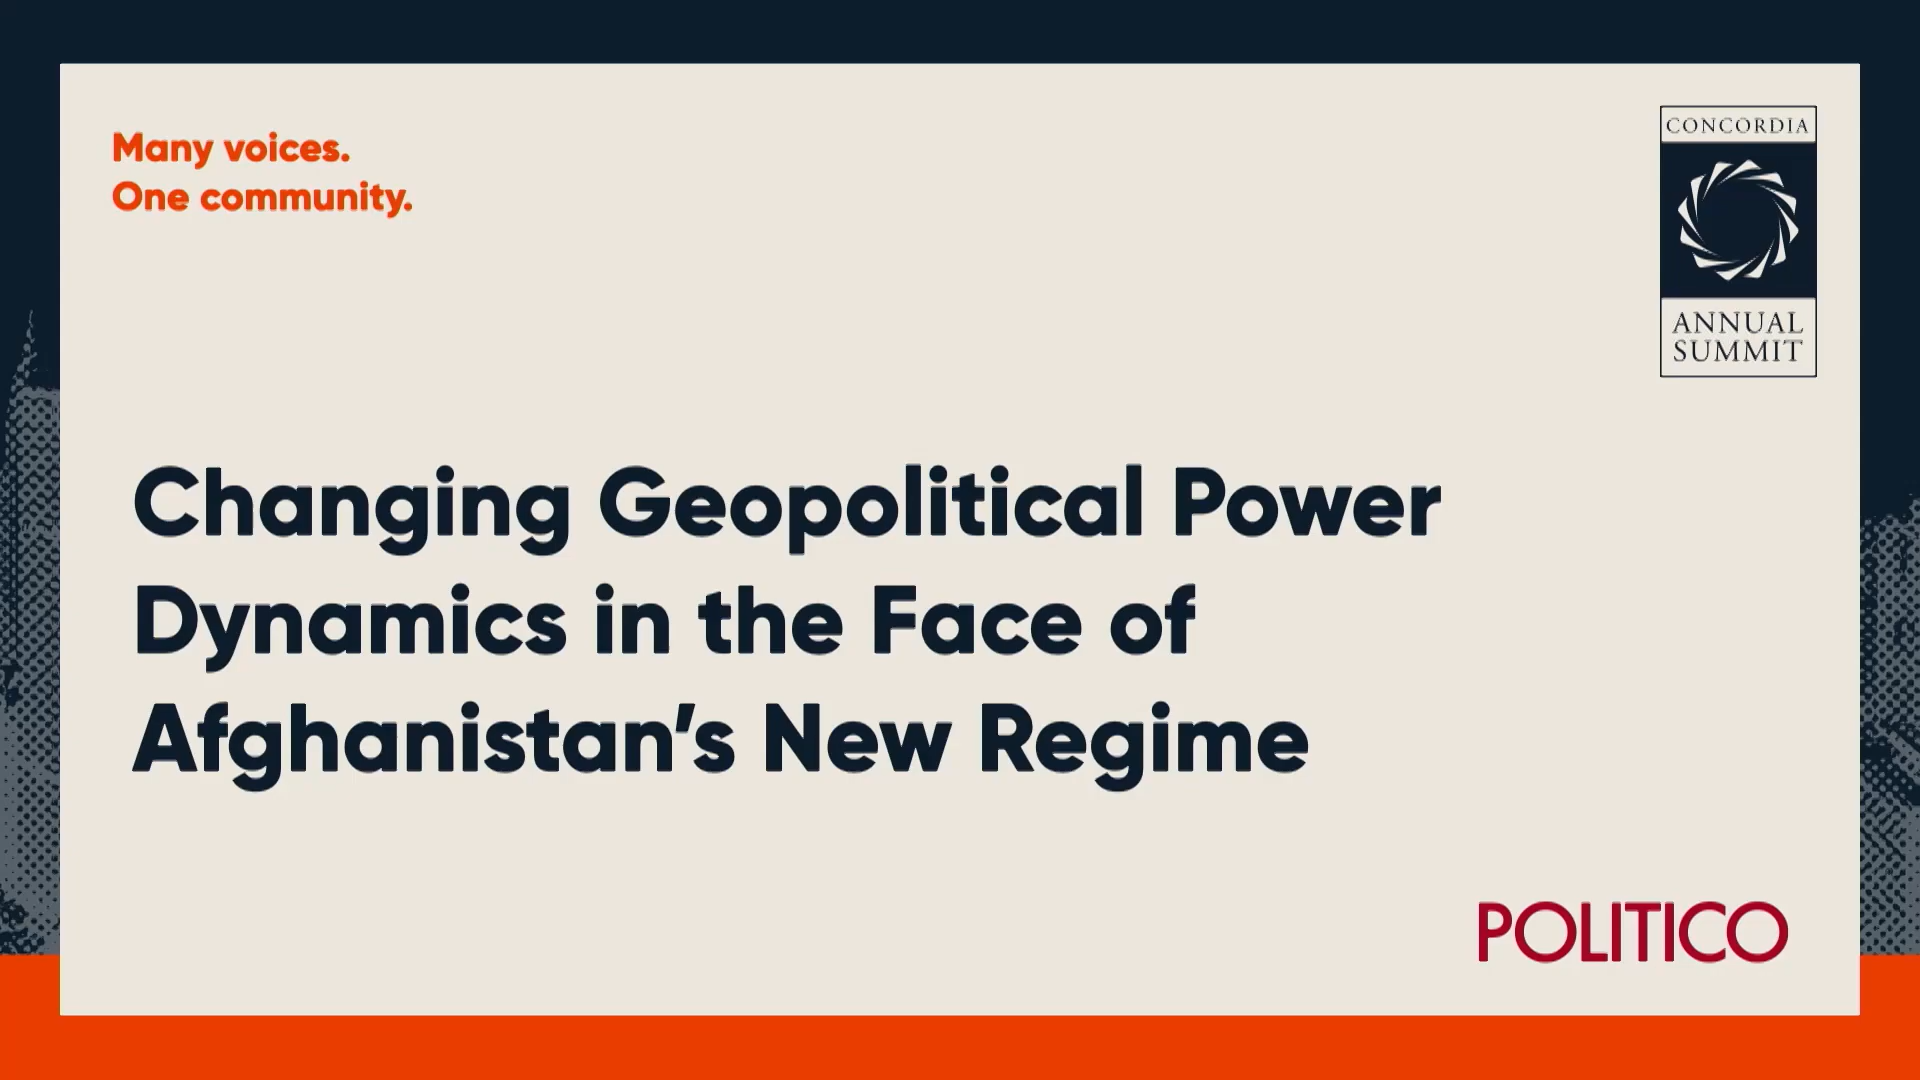 Many voices.
One community.
CONCORDIA
ANNUAL
SUMMIT
Changing Geopolitical Power
Dynamics in the Face of
Afghanistan’s New Regime
POLITICO